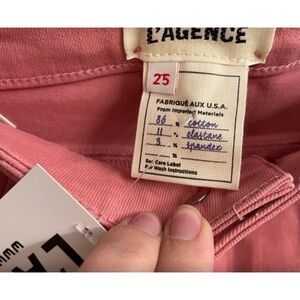 L'AGENCE
25
FABRIQUÉ AUX U.S.A.
From Imported Materials
86 % cotton
11 % elastane
3 % spandex
%
See Care Label
For Wash Instructions